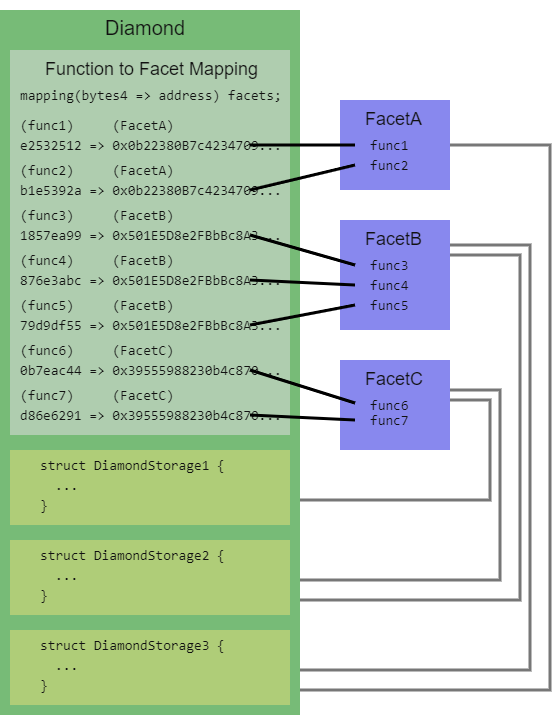 Diamond
Function to Facet Mapping
mapping(bytes4 => address) facets;
(func1) (FacetA)
e2532512 => 0x0b22380B7c4234709...
(func2) (FacetA)
b1e5392a => 0x0b22380B7c4234709...
(func3) (FacetB)
1857ea99 => 0x501E5D8e2FBbBc8A3...
(func4) (FacetB)
876e3abc => 0x501E5D8e2FBbBc8A3...
(func5) (FacetB)
79d9df55 => 0x501E5D8e2FBbBc8A3...
(func6) (FacetC)
0b7eac44 => 0x39555988230b4c870...
(func7) (FacetC)
d86e6291 => 0x39555988230b4c870...
struct DiamondStorage1 {
...
}
struct DiamondStorage2 {
...
}
struct DiamondStorage3 {
...
}
FacetA
func1
func2
FacetB
func3
func4
func5
FacetC
func6
func7